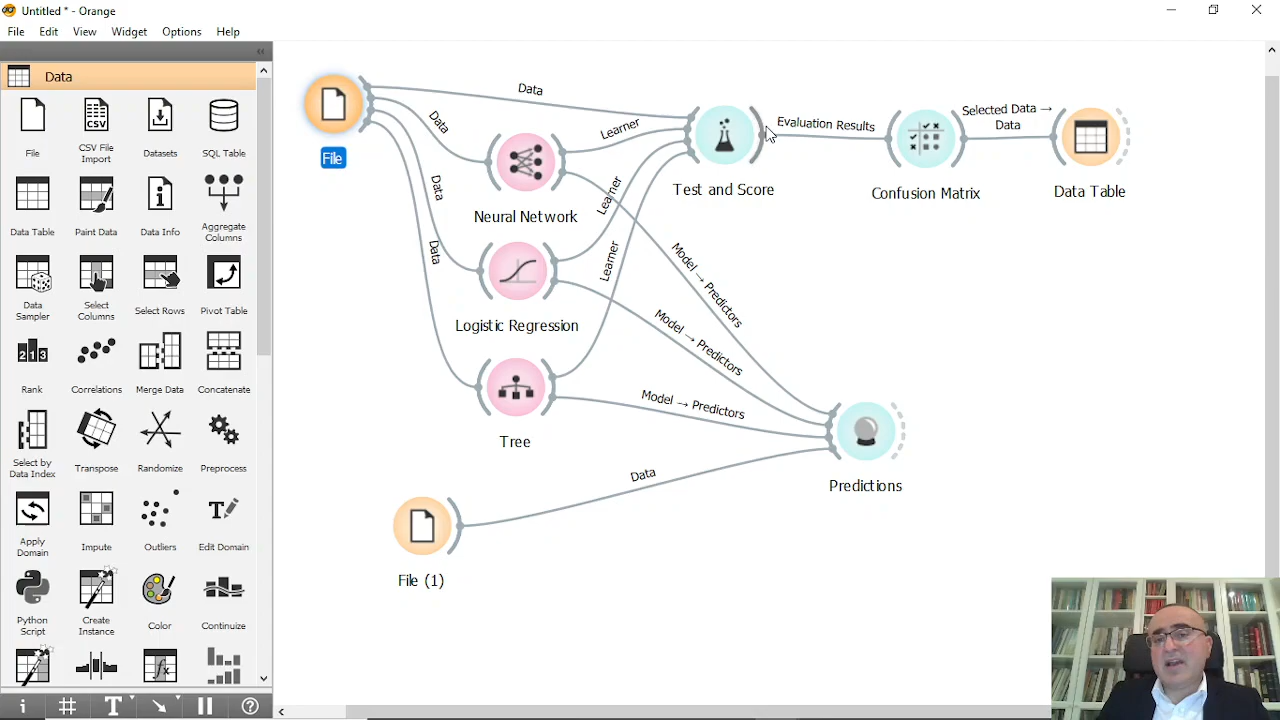 Untitled * - Orange
File Edit View Widget Options Help
Data
File
CSV File
Import
Datasets
SQL Table
Data Table
Paint Data
Data Info
Aggregate
Columns
Data
Sampler
Select
Columns
Select Rows
Pivot Table
Rank
Correlations
Merge Data
Concatenate
Select by
Data Index
Transpose
Randomize
Preprocess
Apply
Domain
Impute
Outliers
Edit Domain
Python
Script
Create
Instance
Color
Continuize
File
Data
Data
Data
Data
Neural Network
Logistic Regression
Tree
Learner
Learner
Learner
Test and Score
Evaluation Results
Confusion Matrix
Selected Data →
Data
Data Table
Model → Predictors
Model → Predictors
Model → Predictors
Data
Predictions
File (1)